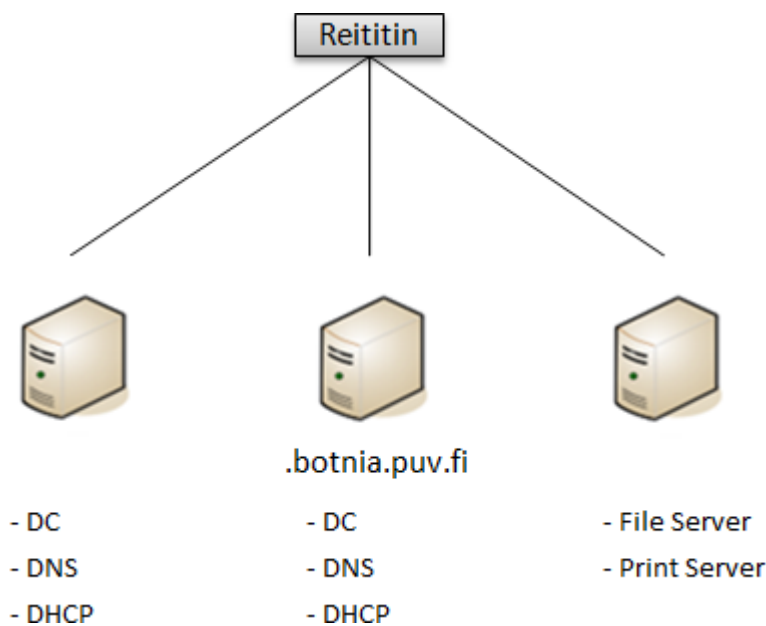 Reititin
.botnia.puv.fi
- DC
- DNS
- DHCP
- DC
- DNS
- DHCP
- File Server
- Print Server